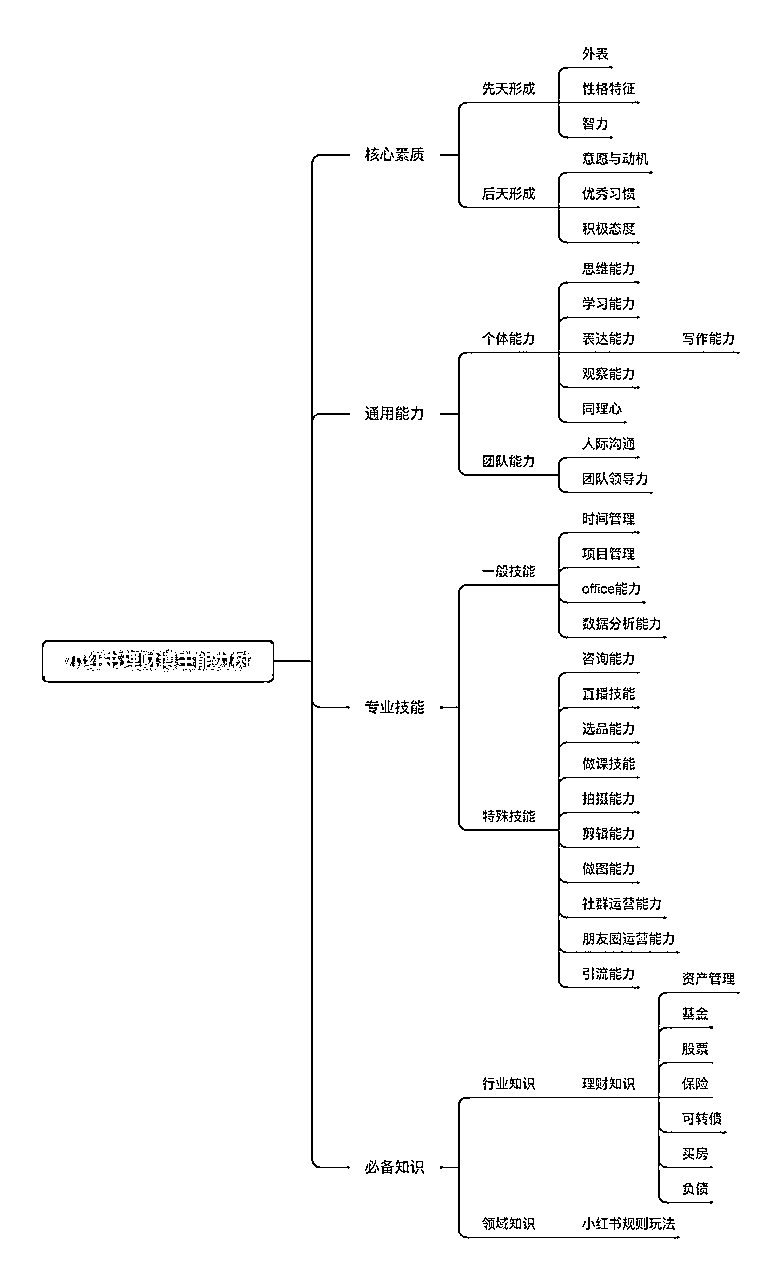 小红书理财博主能力树
核心素质
先天形成
外表
性格特征
智力
后天形成
意愿与动机
优秀习惯
积极态度
通用能力
个体能力
思维能力
学习能力
表达能力
写作能力
观察能力
同理心
团队能力
人际沟通
团队领导力
专业技能
一般技能
时间管理
项目管理
office能力
数据分析能力
特殊技能
咨询能力
直播技能
选品能力
做课技能
拍摄能力
剪辑能力
做图能力
社群运营能力
朋友圈运营能力
引流能力
必备知识
行业知识
理财知识
资产管理
基金
股票
保险
可转债
买房
负债
领域知识
小红书规则玩法